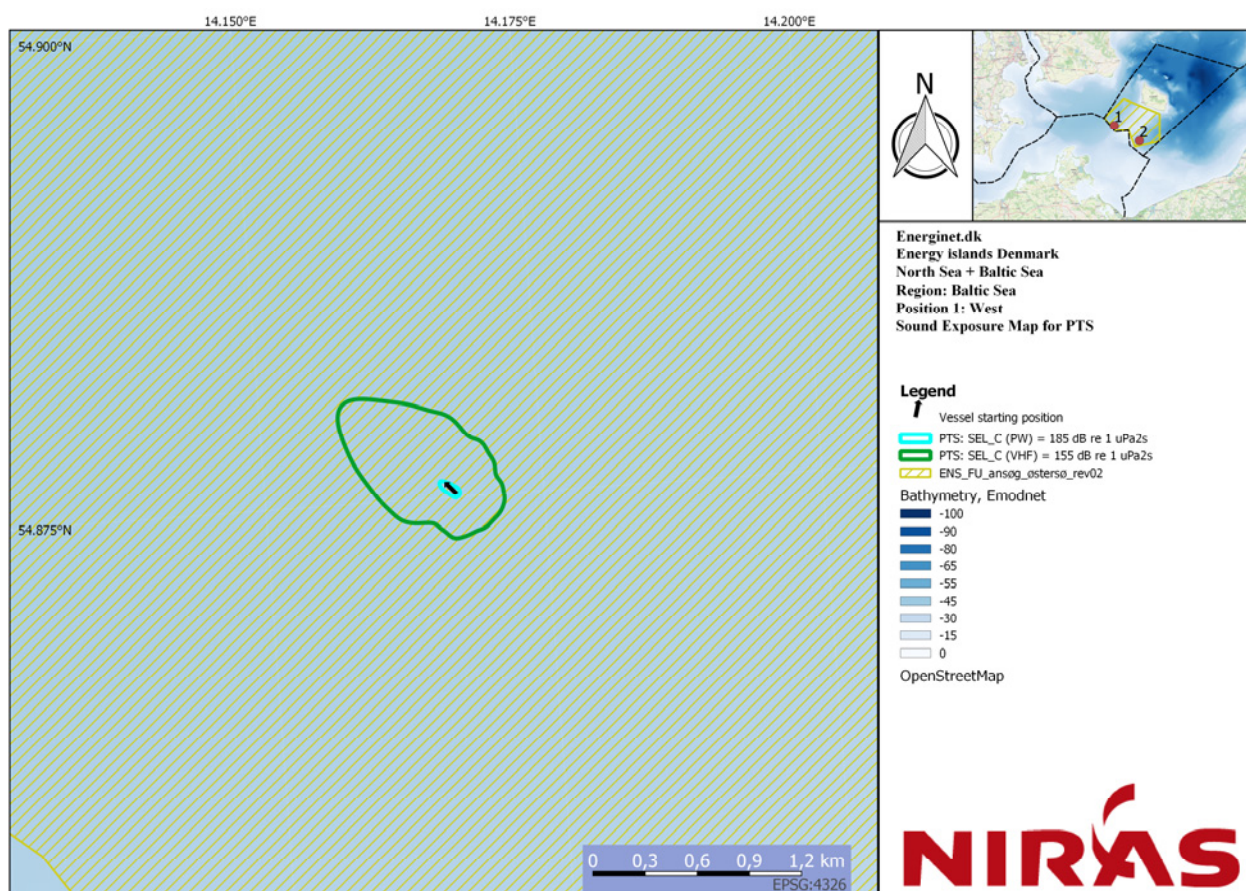 14.150°E 14.175°E 14.200°E
54.900°N
54.875°N
0 0,3 0,6 0,9 1,2 km
EPSG:4326
N
1
2
Energinet.dk
Energy islands Denmark
North Sea + Baltic Sea
Region: Baltic Sea
Position 1: West
Sound Exposure Map for PTS
Legend
Vessel starting position
PTS: SEL_C (PW) = 185 dB re 1 uPa2s
PTS: SEL_C (VHF) = 155 dB re 1 uPa2s
ENS_FU_ansøg_østersø_rev02
Bathymetry, Emodnet
-100
-90
-80
-65
-55
-45
-30
-15
0
OpenStreetMap
NIRAS